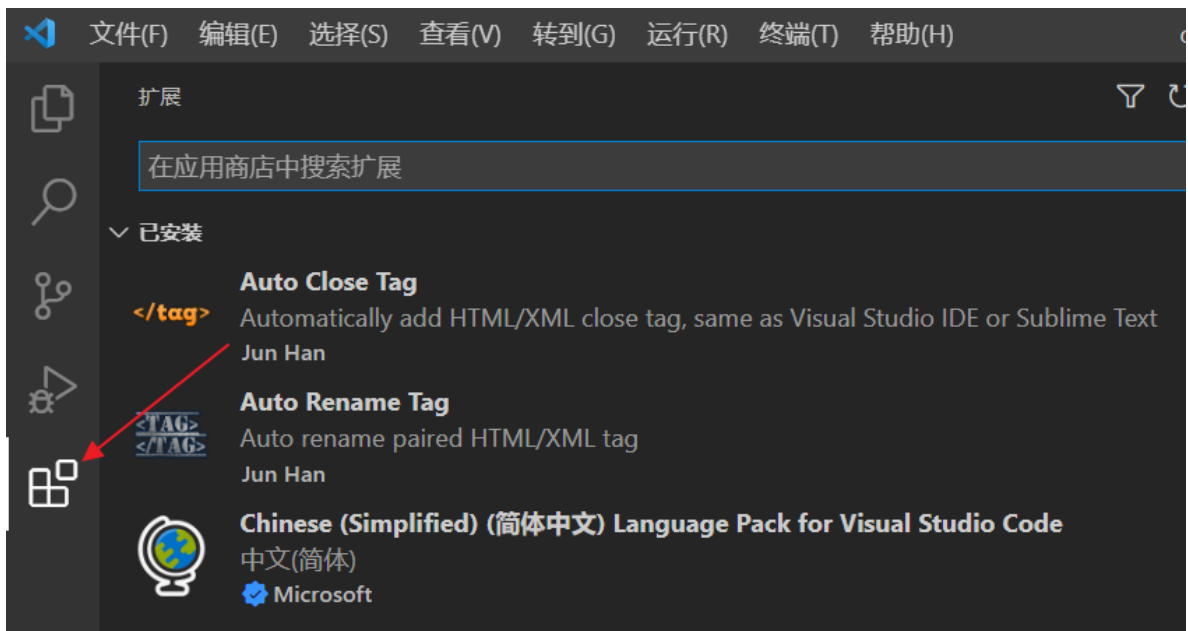 文件(F) 编辑(E) 选择(S) 查看(V) 转到(G) 运行(R) 终端(T) 帮助(H)
扩展
在应用商店中搜索扩展
已安装
Auto Close Tag
</tag>
Automatically add HTML/XML close tag, same as Visual Studio IDE or Sublime Text
Jun Han
Auto Rename Tag
<TAG>
</TAG>
Auto rename paired HTML/XML tag
Jun Han
Chinese (Simplified) (简体中文) Language Pack for Visual Studio Code
中文(简体)
Microsoft